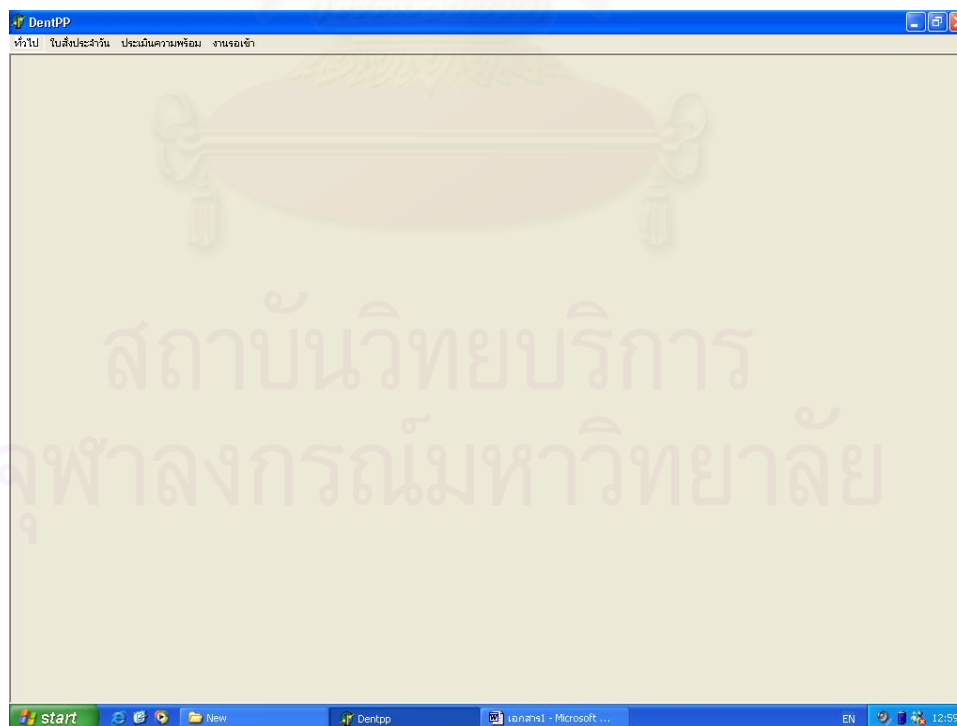 DentPP
ทั่วไป ใบสั่งประจำวัน ประเมินความพร้อม งานรอเข้า
สถาบันวิทยบริการ
จุฬาลงกรณ์มหาวิทยาลัย
start New Dentpp เอกสาร1 - Microsoft ... EN 12:59